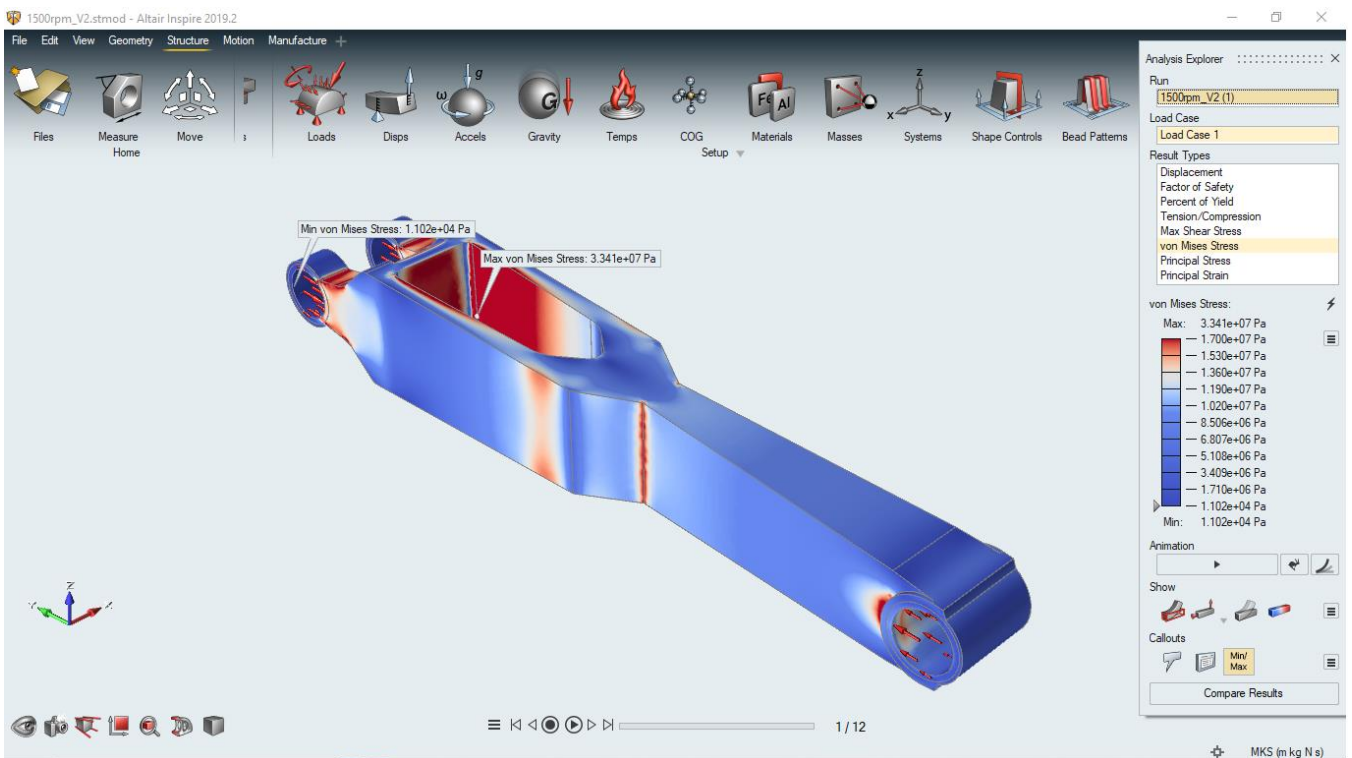 1500rpm_V2.stmod - Altair Inspire 2019.2
File Edit View Geometry Structure Motion Manufacture
Files Measure Move s Loads Disps Accels Gravity Temps COG Materials Masses Systems Shape Controls Bead Patterns
Home Setup
ω g
G
Fe Al
z
x y
Min von Mises Stress: 1.102e+04 Pa
Max von Mises Stress: 3.341e+07 Pa
Z
Y X
1 / 12
Analysis Explorer
Run
1500rpm_V2 (1)
Load Case
Load Case 1
Result Types
Displacement
Factor of Safety
Percent of Yield
Tension/Compression
Max Shear Stress
von Mises Stress
Principal Stress
Principal Strain
von Mises Stress:
Max: 3.341e+07 Pa
1.700e+07 Pa
1.530e+07 Pa
1.360e+07 Pa
1.190e+07 Pa
1.020e+07 Pa
8.506e+06 Pa
6.807e+06 Pa
5.108e+06 Pa
3.409e+06 Pa
1.710e+06 Pa
1.102e+04 Pa
Min: 1.102e+04 Pa
Animation
Show
Callouts
Min/
Max
Compare Results
MKS (m kg N s)